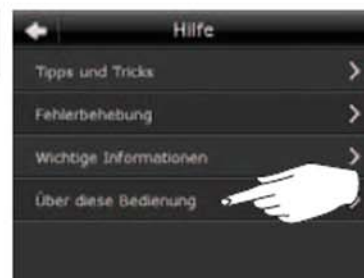 Hilfe
Tipps und Tricks
Fehlerbehebung
Wichtige Informationen
Über diese Bedienung